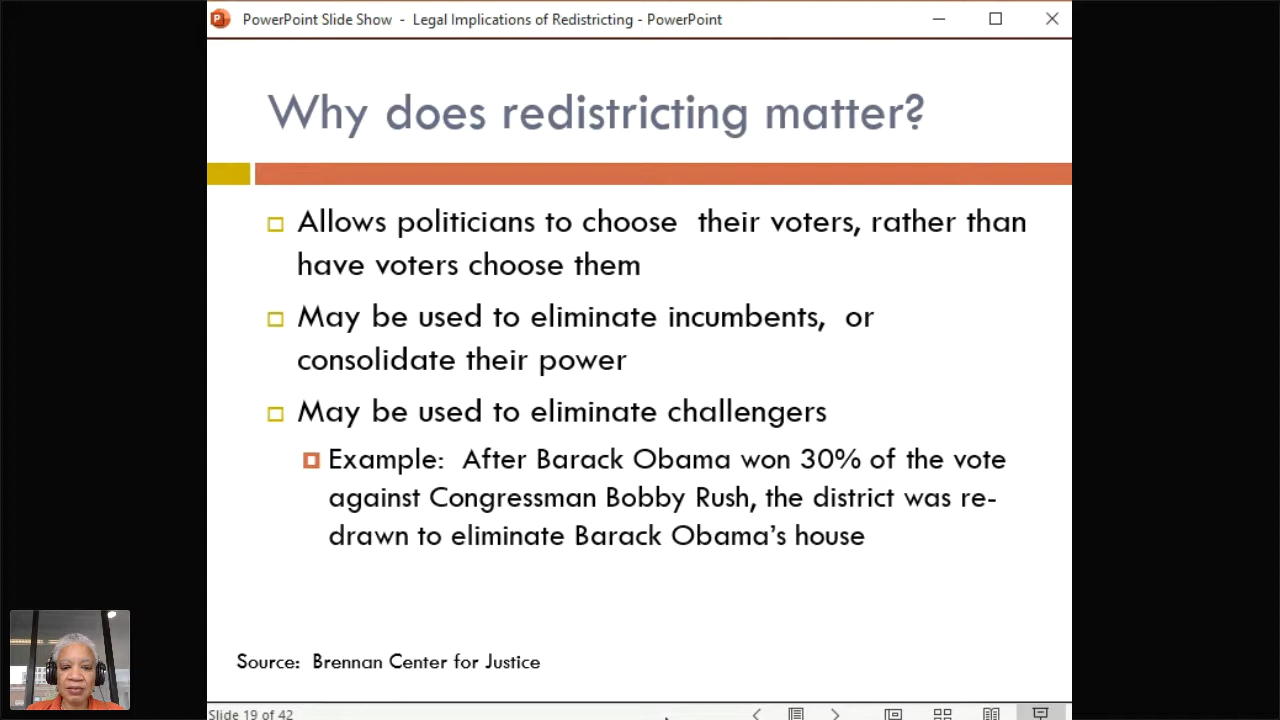 PowerPoint Slide Show - Legal Implications of Redistricting - PowerPoint
Why does redistricting matter?
Allows politicians to choose their voters, rather than
have voters choose them
May be used to eliminate incumbents, or
consolidate their power
May be used to eliminate challengers
Example: After Barack Obama won 30% of the vote
against Congressman Bobby Rush, the district was re-
drawn to eliminate Barack Obama's house
Source: Brennan Center for Justice
Slide 19 of 42